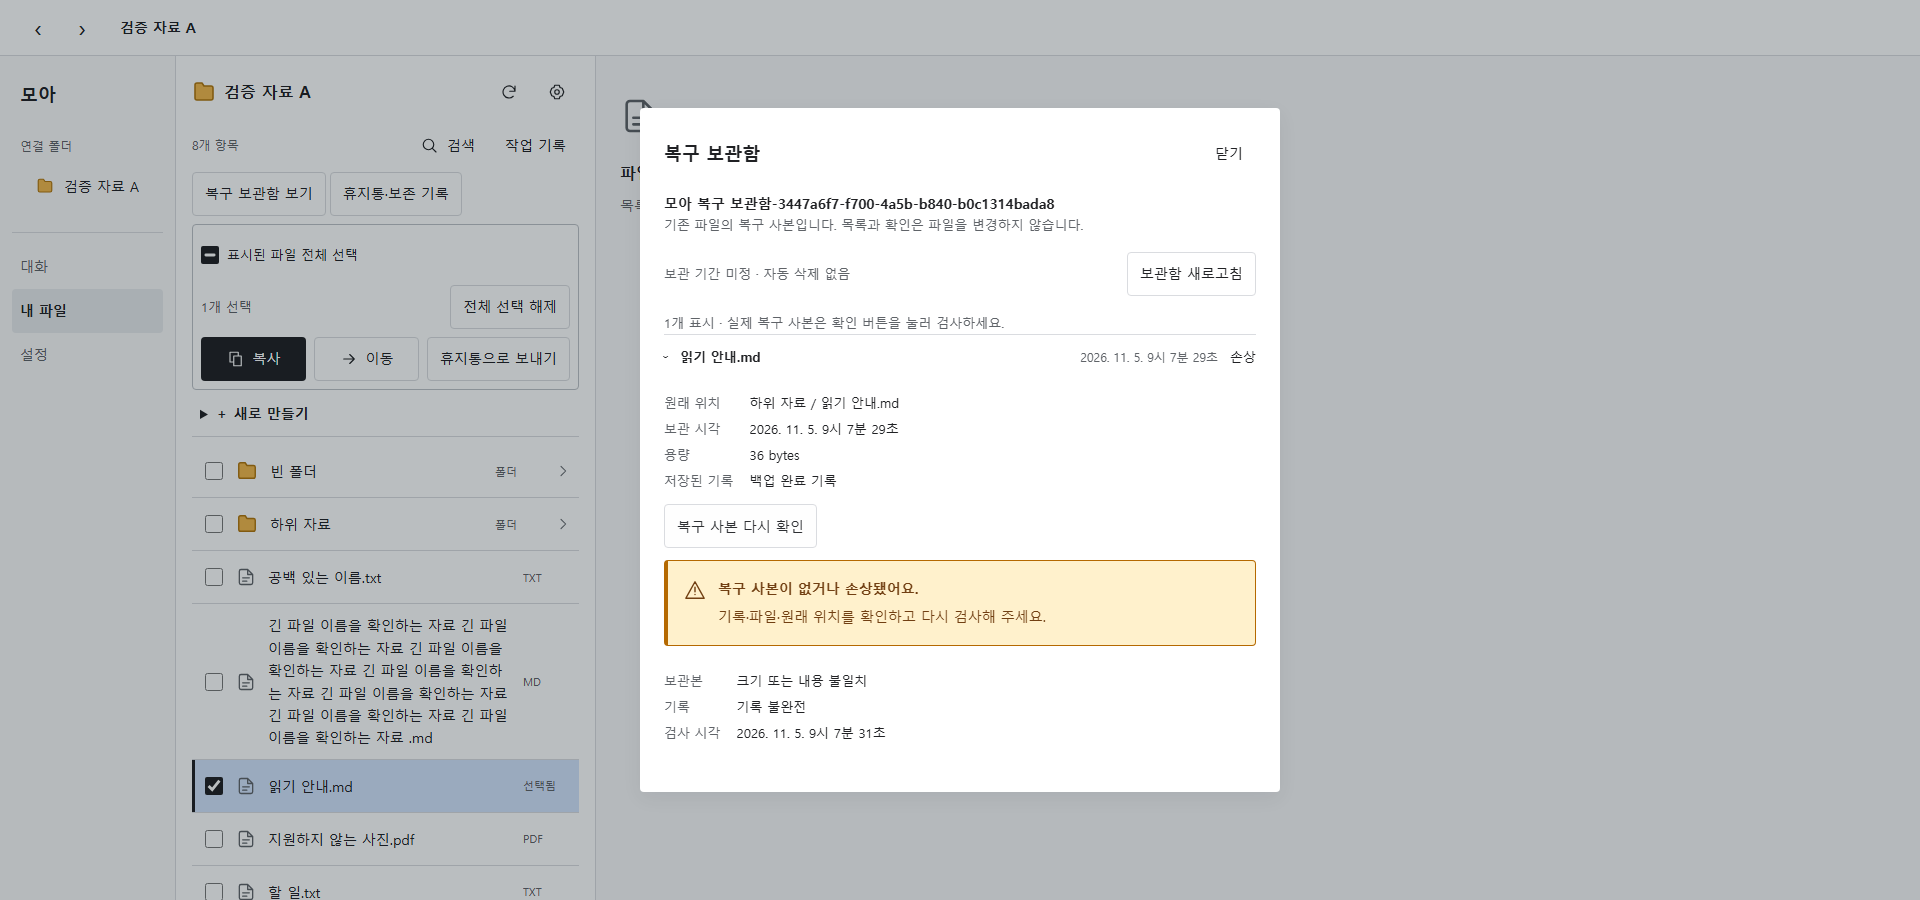 검증 자료 A
모아
연결 폴더
검증 자료 A
대화
내 파일
설정
검증 자료 A
8개 항목
검색
작업 기록
복구 보관함 보기
휴지통·보존 기록
표시된 파일 전체 선택
1개 선택
전체 선택 해제
복사
이동
휴지통으로 보내기
+ 새로 만들기
빈 폴더 폴더
하위 자료 폴더
공백 있는 이름.txt TXT
긴 파일 이름을 확인하는 자료 긴 파일
이름을 확인하는 자료 긴 파일 이름을
확인하는 자료 긴 파일 이름을 확인하
는 자료 긴 파일 이름을 확인하는 자료
긴 파일 이름을 확인하는 자료 긴 파일
이름을 확인하는 자료 .md
MD
읽기 안내.md 선택됨
지원하지 않는 사진.pdf PDF
할 일.txt TXT
복구 보관함
닫기
모아 복구 보관함-3447a6f7-f700-4a5b-b840-b0c1314bada8
기존 파일의 복구 사본입니다. 목록과 확인은 파일을 변경하지 않습니다.
보관 기간 미정 · 자동 삭제 없음
보관함 새로고침
1개 표시 · 실제 복구 사본은 확인 버튼을 눌러 검사하세요.
읽기 안내.md 2026. 11. 5. 9시 7분 29초 손상
원래 위치 하위 자료 / 읽기 안내.md
보관 시각 2026. 11. 5. 9시 7분 29초
용량 36 bytes
저장된 기록 백업 완료 기록
복구 사본 다시 확인
복구 사본이 없거나 손상됐어요.
기록·파일·원래 위치를 확인하고 다시 검사해 주세요.
보관본 크기 또는 내용 불일치
기록 기록 불완전
검사 시각 2026. 11. 5. 9시 7분 31초